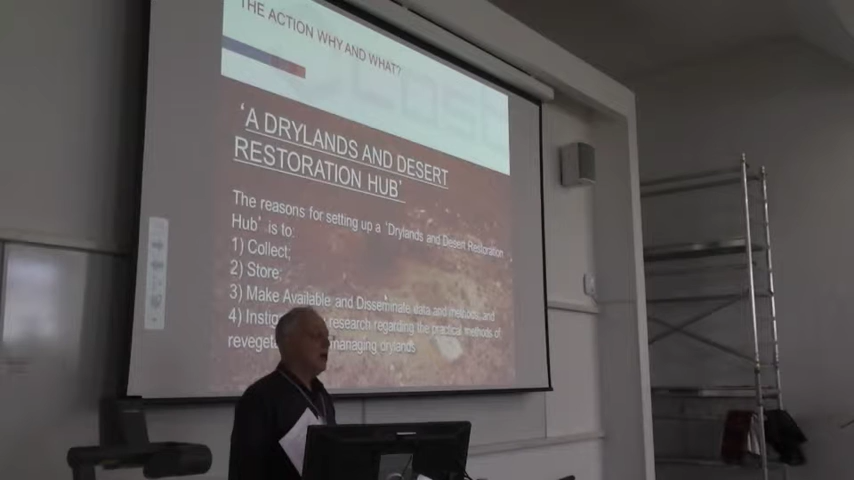 THE ACTION WHY AND WHAT?
'A DRYLANDS AND DESERT
RESTORATION HUB'
The reasons for setting up a 'Drylands and Desert Restoration
Hub' is to:
1) Collect;
2) Store;
3) Make Available and Disseminate data and methods; and
4) research regarding the practical methods of
managing drylands